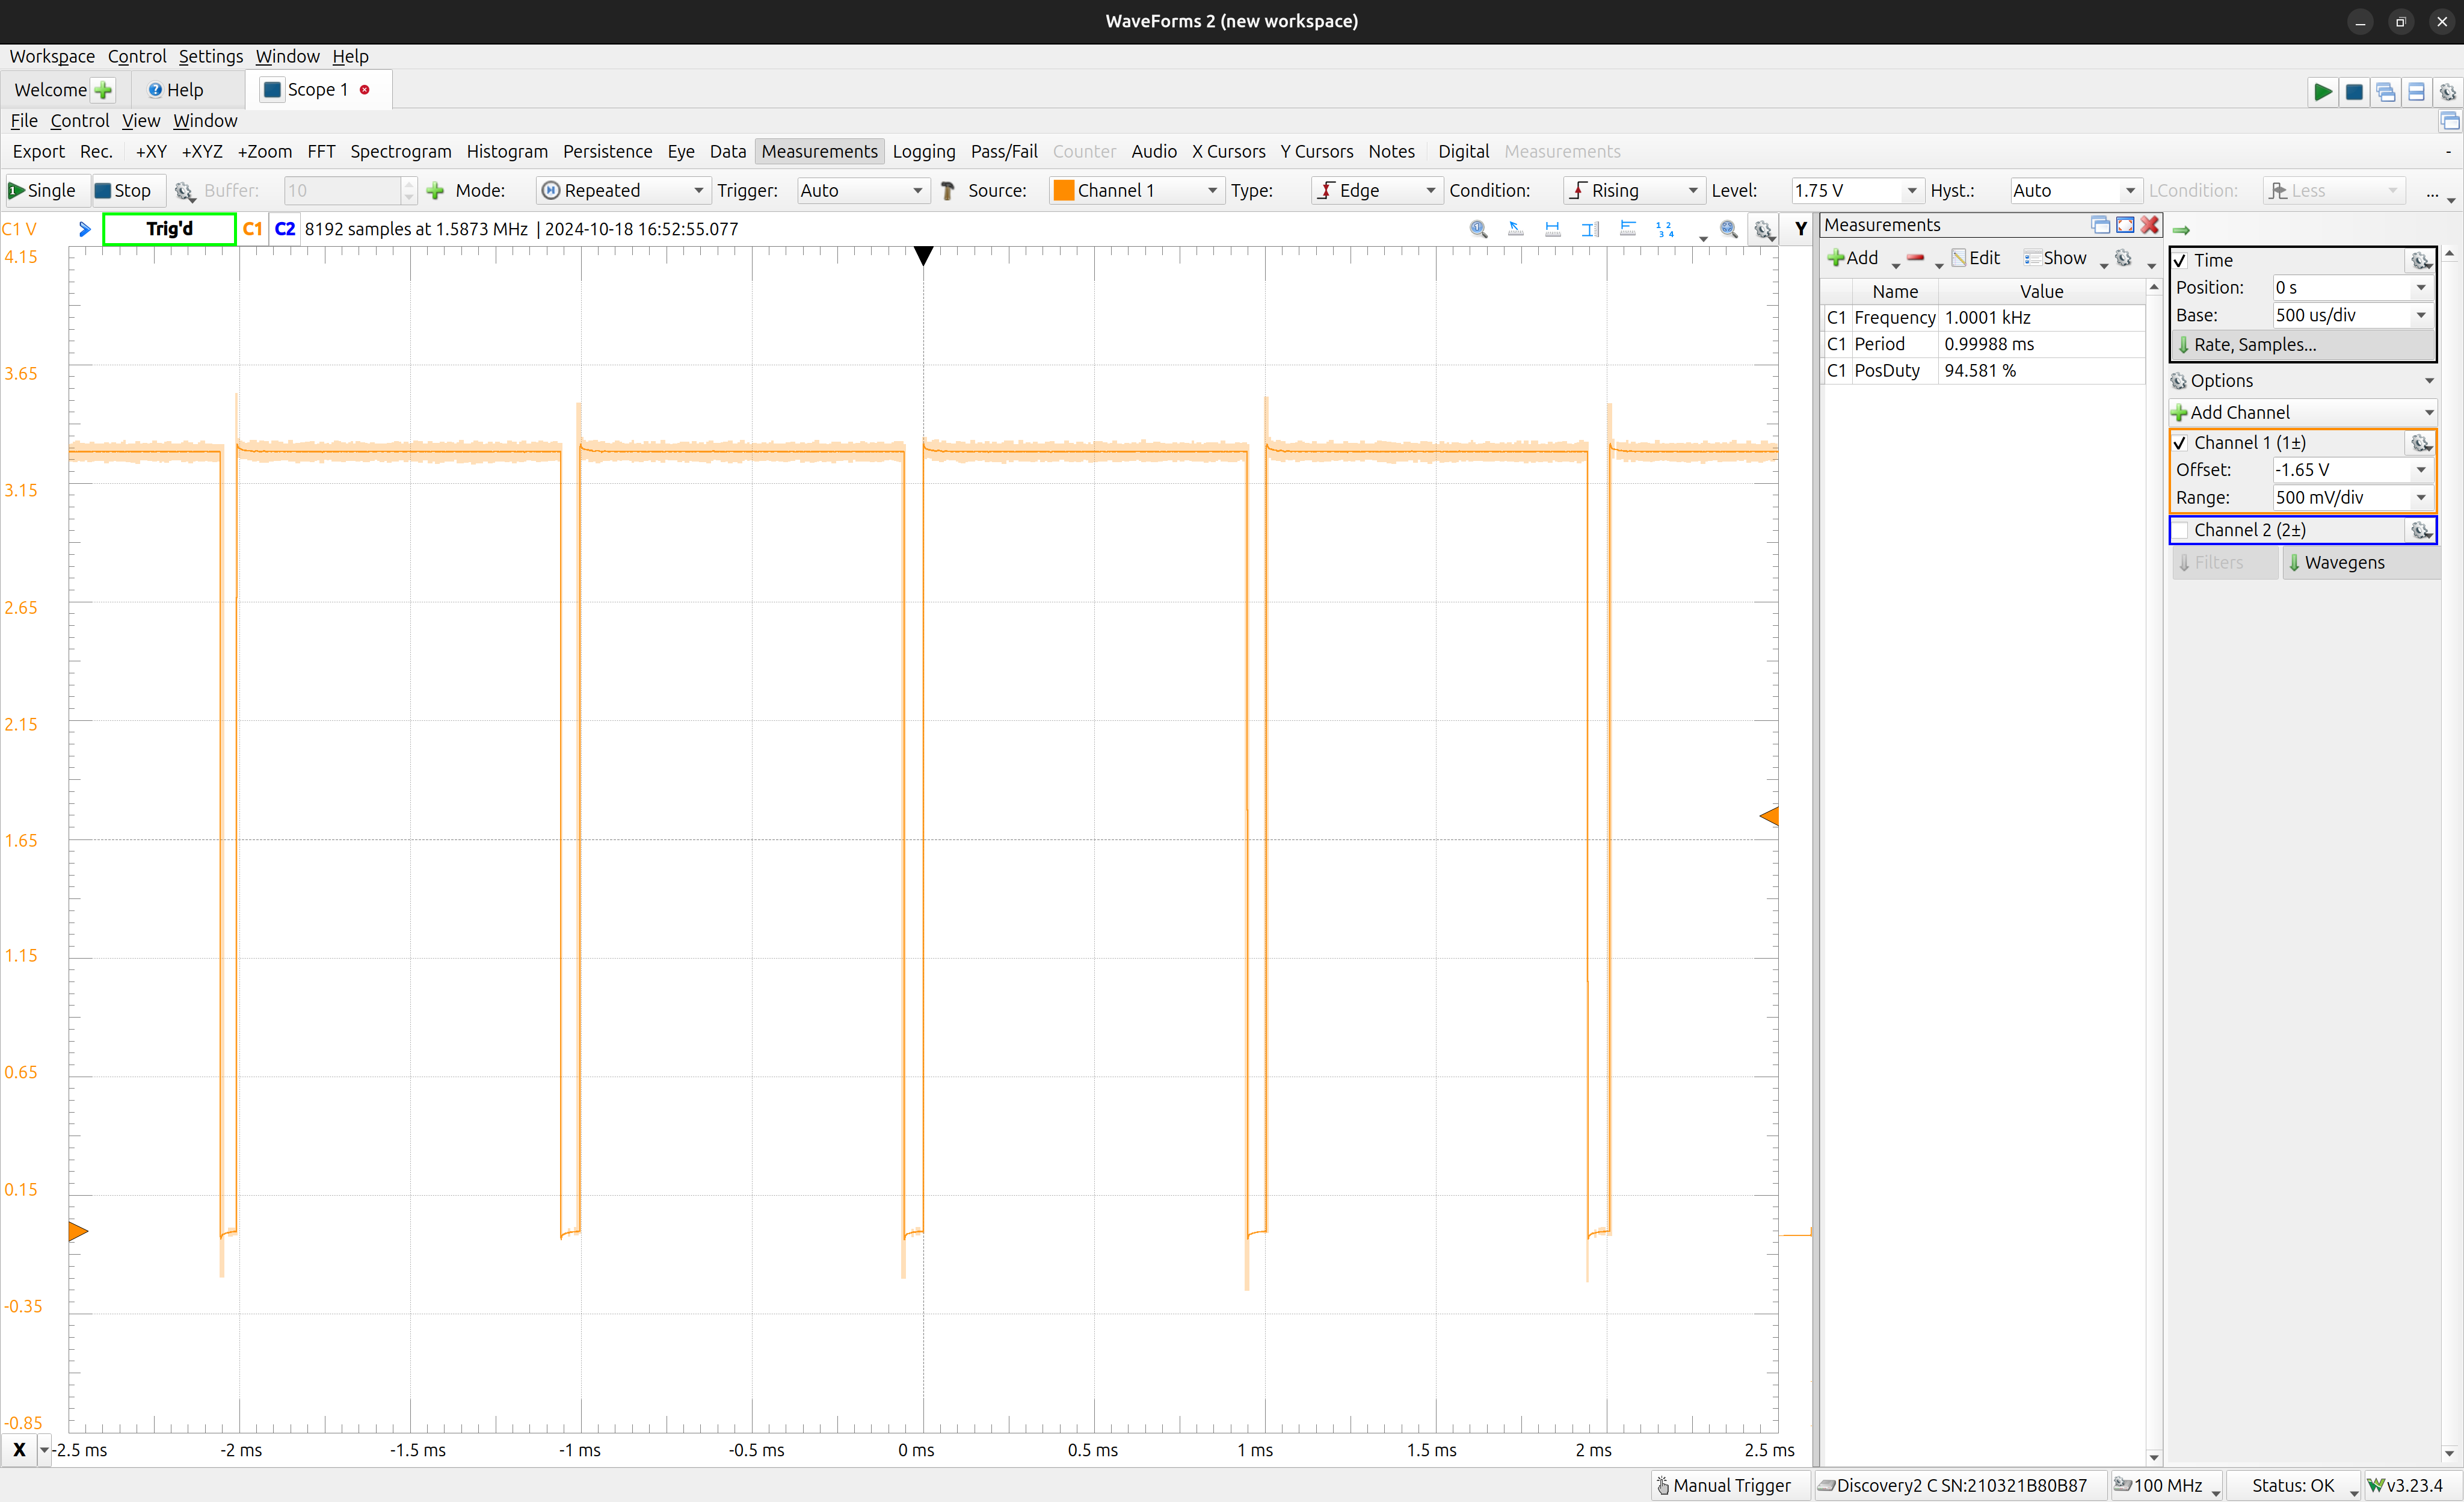 WaveForms 2 (new workspace)
Workspace Control Settings Window Help
Welcome Help Scope 1
File Control View Window
Export Rec. +XY +XYZ +Zoom FFT Spectrogram Histogram Persistence Eye Data Measurements Logging Pass/Fail Counter Audio X Cursors Y Cursors Notes Digital Measurements -
Single Stop Buffer: 10 Mode: Repeated Trigger: Auto Source: Channel 1 Type: Edge Condition: Rising Level: 1.75 V Hyst.: Auto LCondition: Less ...
C1 V Trig'd C1 C2 8192 samples at 1.5873 MHz | 2024-10-18 16:52:55.077 Y
4.15
3.65
3.15
2.65
2.15
1.65
1.15
0.65
0.15
-0.35
-0.85
X -2.5 ms -2 ms -1.5 ms -1 ms -0.5 ms 0 ms 0.5 ms 1 ms 1.5 ms 2 ms 2.5 ms
Measurements
Add Edit Show
Name Value
C1 Frequency 1.0001 kHz
C1 Period 0.99988 ms
C1 PosDuty 94.581 %
Time
Position: 0 s
Base: 500 us/div
Rate, Samples...
Options
Add Channel
Channel 1 (1±)
Offset: -1.65 V
Range: 500 mV/div
Channel 2 (2±)
Filters Wavegens
Manual Trigger Discovery2 C SN:210321B80B87 100 MHz Status: OK v3.23.4